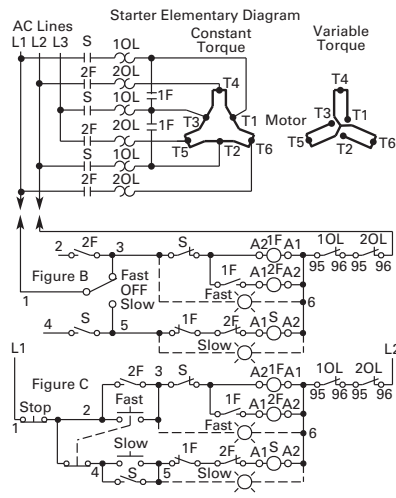 Starter Elementary Diagram
AC Lines
L1 L2 L3 S 1OL
Constant
Torque
Variable
Torque
2F 2OL
T4
T4
1F
S 1OL
T3 T1
T3 T1
1F
Motor
2F 2OL
T5 T2 T6
T5 T2 T6
S 1OL
2F 2OL
2 2F 3 S A2 1F A1 1OL 2OL
95 96 95 96
1F A1 2F A2
Figure B
Fast
OFF
Slow
Fast
1
6
4 S 5 1F 2F A1 S A2
Slow
L1
L2
Figure C
2F 3 S A2 1F A1 1OL 2OL
95 96 95 96
Stop
1 2
Fast
1F A1 2F A2
Fast
6
Slow
4 S 5 1F 2F A1 S A2
Slow